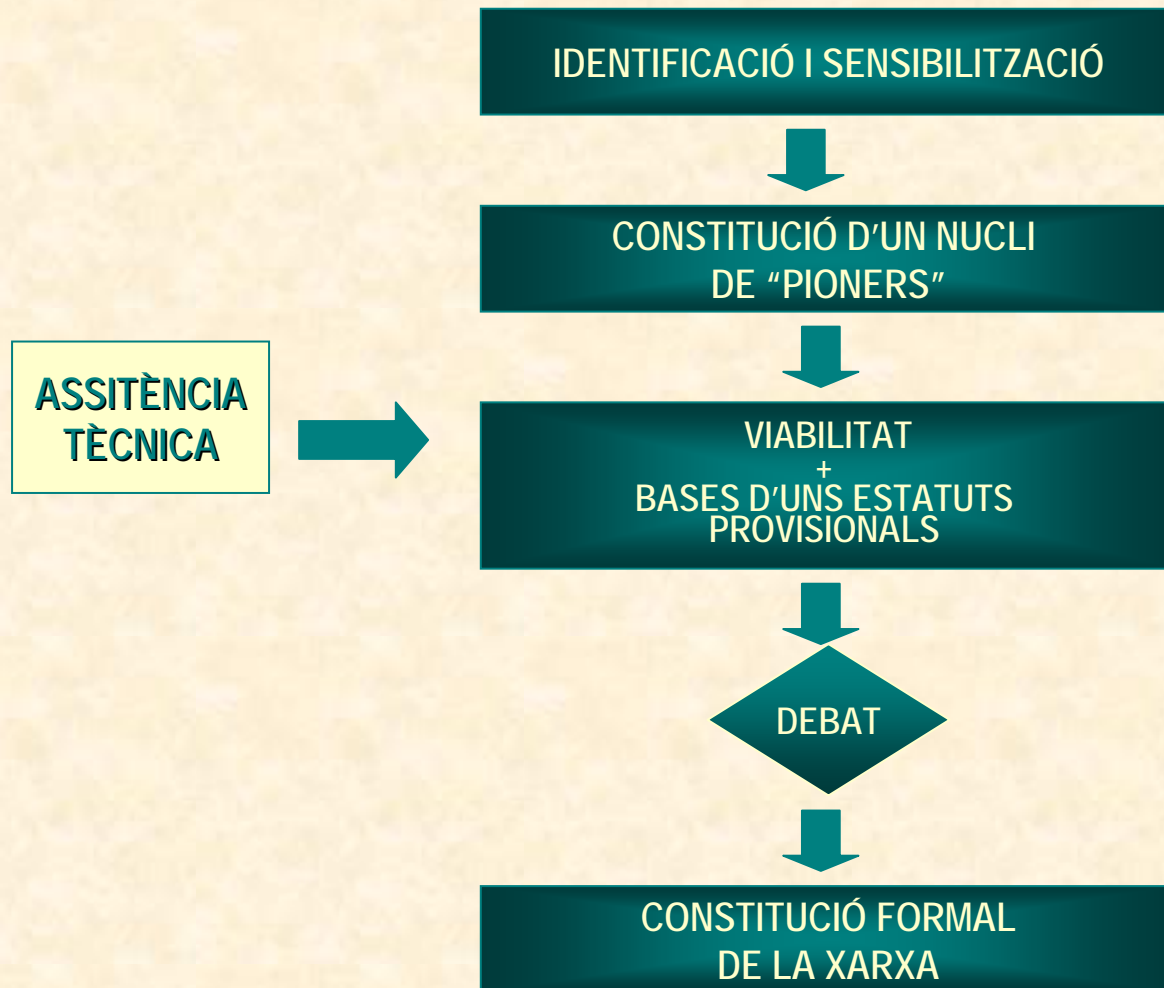 IDENTIFICACIÓ I SENSIBILITZACIÓ
CONSTITUCIÓ D'UN NUCLI
DE “PIONERS”
ASSITÈNCIA
TÈCNICA
VIABILITAT
+
BASES D'UNS ESTATUTS
PROVISIONALS
DEBAT
CONSTITUCIÓ FORMAL
DE LA XARXA